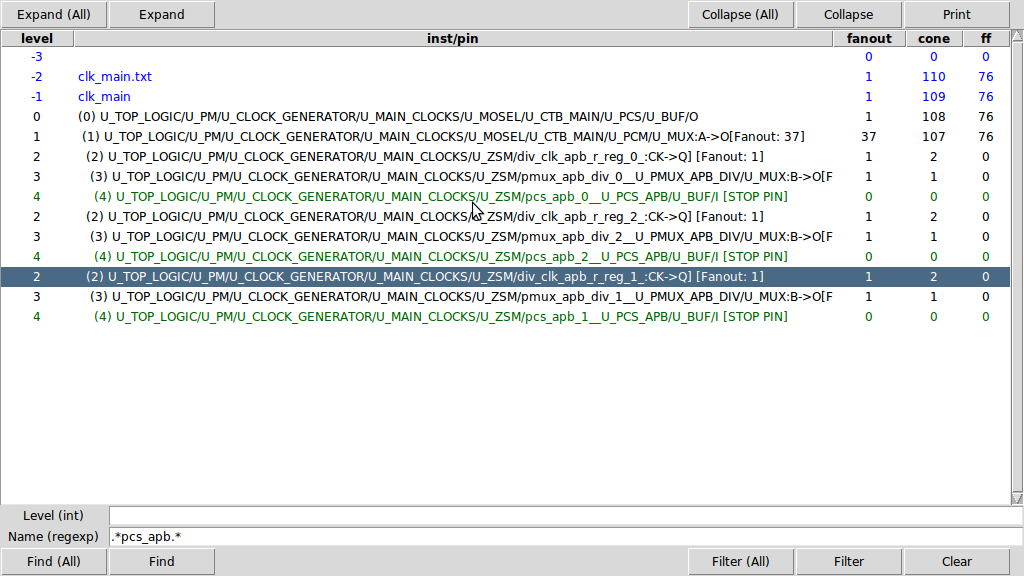 Expand (All) Expand Collapse (All) Collapse Print
level inst/pin fanout cone ff
-3 0 0 0
-2 clk_main.txt 1 110 76
-1 clk_main 1 109 76
0 (0) U_TOP_LOGIC/U_PM/U_CLOCK_GENERATOR/U_MAIN_CLOCKS/U_MOSEL/U_CTB_MAIN/U_PCS/U_BUF/O 1 108 76
1 (1) U_TOP_LOGIC/U_PM/U_CLOCK_GENERATOR/U_MAIN_CLOCKS/U_MOSEL/U_CTB_MAIN/U_PCM/U_MUX:A->O[Fanout: 37] 37 107 76
2 (2) U_TOP_LOGIC/U_PM/U_CLOCK_GENERATOR/U_MAIN_CLOCKS/U_ZSM/div_clk_apb_r_reg_0_:CK->Q] [Fanout: 1] 1 2 0
3 (3) U_TOP_LOGIC/U_PM/U_CLOCK_GENERATOR/U_MAIN_CLOCKS/U_ZSM/pmux_apb_div_0__U_PMUX_APB_DIV/U_MUX:B->O[F 1 1 0
4 (4) U_TOP_LOGIC/U_PM/U_CLOCK_GENERATOR/U_MAIN_CLOCKS/U_ZSM/pcs_apb_0__U_PCS_APB/U_BUF/I [STOP PIN] 0 0 0
2 (2) U_TOP_LOGIC/U_PM/U_CLOCK_GENERATOR/U_MAIN_CLOCKS/U_ZSM/div_clk_apb_r_reg_2_:CK->Q] [Fanout: 1] 1 2 0
3 (3) U_TOP_LOGIC/U_PM/U_CLOCK_GENERATOR/U_MAIN_CLOCKS/U_ZSM/pmux_apb_div_2__U_PMUX_APB_DIV/U_MUX:B->O[F 1 1 0
4 (4) U_TOP_LOGIC/U_PM/U_CLOCK_GENERATOR/U_MAIN_CLOCKS/U_ZSM/pcs_apb_2__U_PCS_APB/U_BUF/I [STOP PIN] 0 0 0
2 (2) U_TOP_LOGIC/U_PM/U_CLOCK_GENERATOR/U_MAIN_CLOCKS/U_ZSM/div_clk_apb_r_reg_1_:CK->Q] [Fanout: 1] 1 2 0
3 (3) U_TOP_LOGIC/U_PM/U_CLOCK_GENERATOR/U_MAIN_CLOCKS/U_ZSM/pmux_apb_div_1__U_PMUX_APB_DIV/U_MUX:B->O[F 1 1 0
4 (4) U_TOP_LOGIC/U_PM/U_CLOCK_GENERATOR/U_MAIN_CLOCKS/U_ZSM/pcs_apb_1__U_PCS_APB/U_BUF/I [STOP PIN] 0 0 0
Level (int)
Name (regexp) .*pcs_apb.*
Find (All) Find Filter (All) Filter Clear